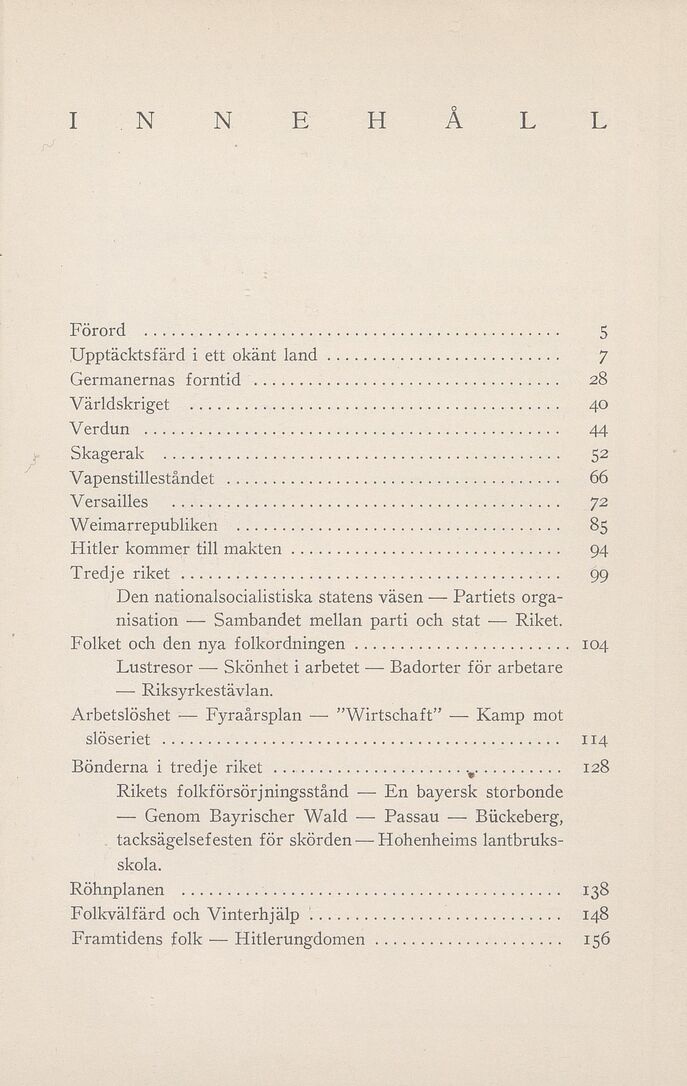 INNEHÅLL
Förord ............................................. 5
Upptäcktsfärd i ett okänt land .......................... 7
Germanernas forntid ................................. 28
Världskriget ........................................ 40
Verdun ............................................. 44
Skagerak ........................................... 52
Vapenstilleståndet .................................... 66
Versailles .......................................... 72
Weimarrepubliken ................................... 85
Hitler kommer till makten ............................. 94
Tredje riket ......................................... 99
Den nationalsocialistiska statens väsen — Partiets orga-
nisation — Sambandet mellan parti och stat — Riket.
Folket och den nya folkordningen ........................ 104
Lustresor — Skönhet i arbetet — Badorter för arbetare
— Riksyrkestävlan.
Arbetslöshet — Fyraårsplan — ”Wirtschaft” — Kamp mot
slöseriet ........................................... 114
Bönderna i tredje riket ............................... 128
Rikets folkförsörjningsstånd — En bayersk storbonde
— Genom Bayrischer Wald — Passau — Bückeberg,
tacksägelsefesten för skörden — Hohenheims lantbruks-
skola.
Röhnplanen ......................................... 138
Folkvälfärd och Vinterhjälp ............................ 148
Framtidens folk — Hitlerungdomen ..................... 156